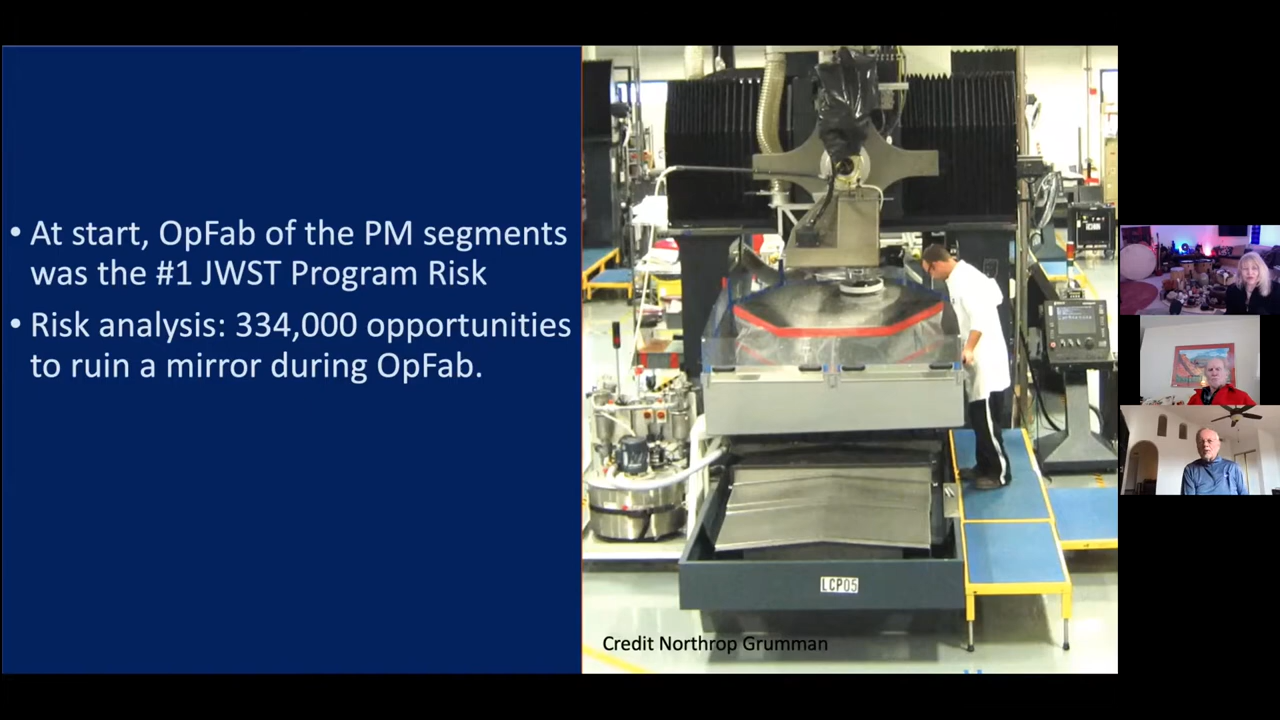 • At start, OpFab of the PM segments
was the #1 JWST Program Risk
• Risk analysis: 334,000 opportunities
to ruin a mirror during OpFab.
LCP05
Credit Northrop Grumman